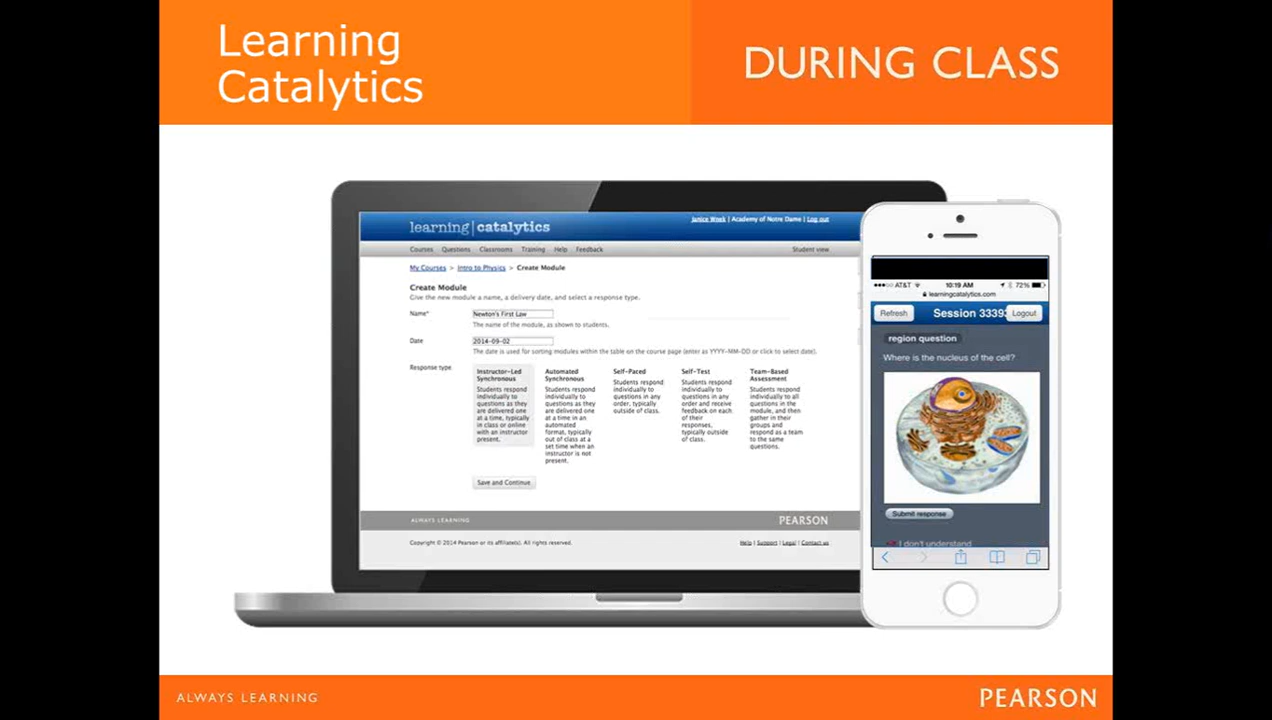 Learning
Catalytics
DURING CLASS
learning|catalytics
Janice Week | Academy of Notre Dame | Log out
Courses Questions Classrooms Training Help Feedback
Student view
My Courses > Intro to Physics > Create Module
Create Module
Give the new module a name, a delivery date, and select a response type.
Name* Newton's First Law
The name of the module, as shown to students.
Date 2014-09-02
The date is used for sorting modules within the table on the course page (enter as YYYY-MM-DD or click to select date).
Response type
Instructor-Led
Synchronous
Students respond
individually to
questions as they
are delivered one
at a time, typically
in class or online
with an instructor
present.
Automated
Synchronous
Students respond
individually to
questions as they
are delivered one
at a time in an
automated
format, typically
out of class at a
set time when an
instructor is not
present.
Self-Paced
Students respond
individually to
questions in any
order, typically
outside of class.
Self-Test
Students respond
individually to
questions in any
order and receive
feedback on each
of their
responses,
typically outside
of class.
Team-Based
Assessment
Students respond
individually to all
questions in the
module, and then
gather in their
groups and
respond as a team
to the same
questions.
Save and Continue
ALWAYS LEARNING
PEARSON
Copyright © 2014 Pearson or its affiliate(s). All rights reserved.
Help | Support | Legal | Contact us
AT&T 10:19 AM 72%
learningcatalytics.com
Refresh Session 3339 Logout
region question
Where is the nucleus of the cell?
Submit response
I don't understand
ALWAYS LEARNING
PEARSON